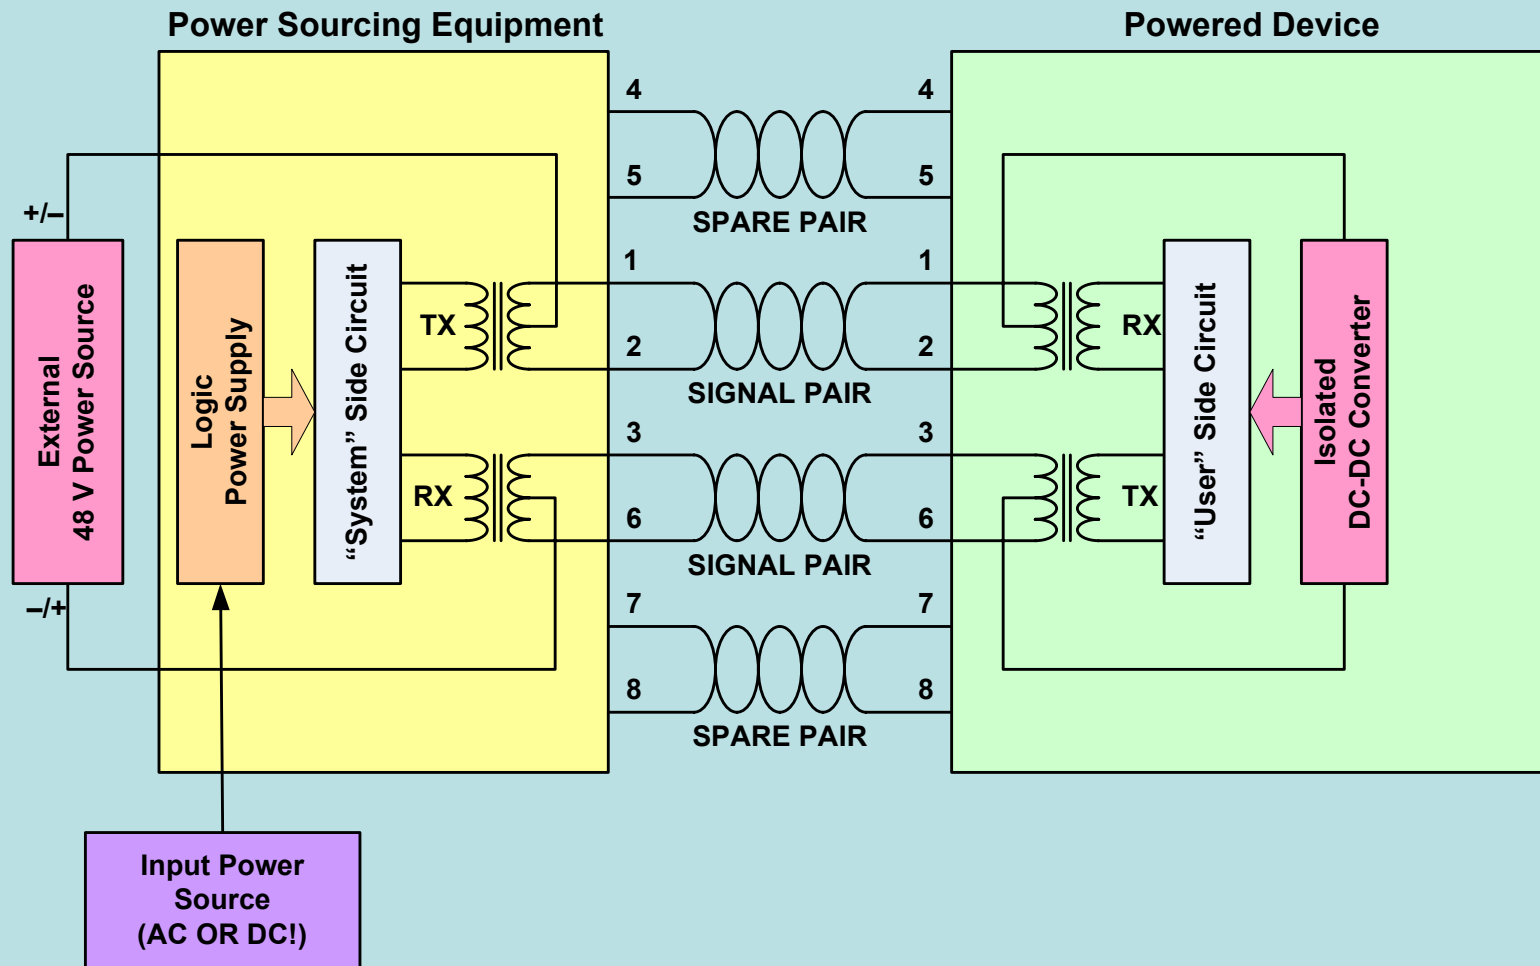 Power Sourcing Equipment
Powered Device
4
4
5
5
SPARE PAIR
+/–
1
1
2
2
SIGNAL PAIR
TX
RX
External
48 V Power Source
Logic
Power Supply
“System” Side Circuit
“User” Side Circuit
Isolated
DC-DC Converter
3
3
RX
TX
6
6
SIGNAL PAIR
–/+
7
7
8
8
SPARE PAIR
Input Power
Source
(AC OR DC!)